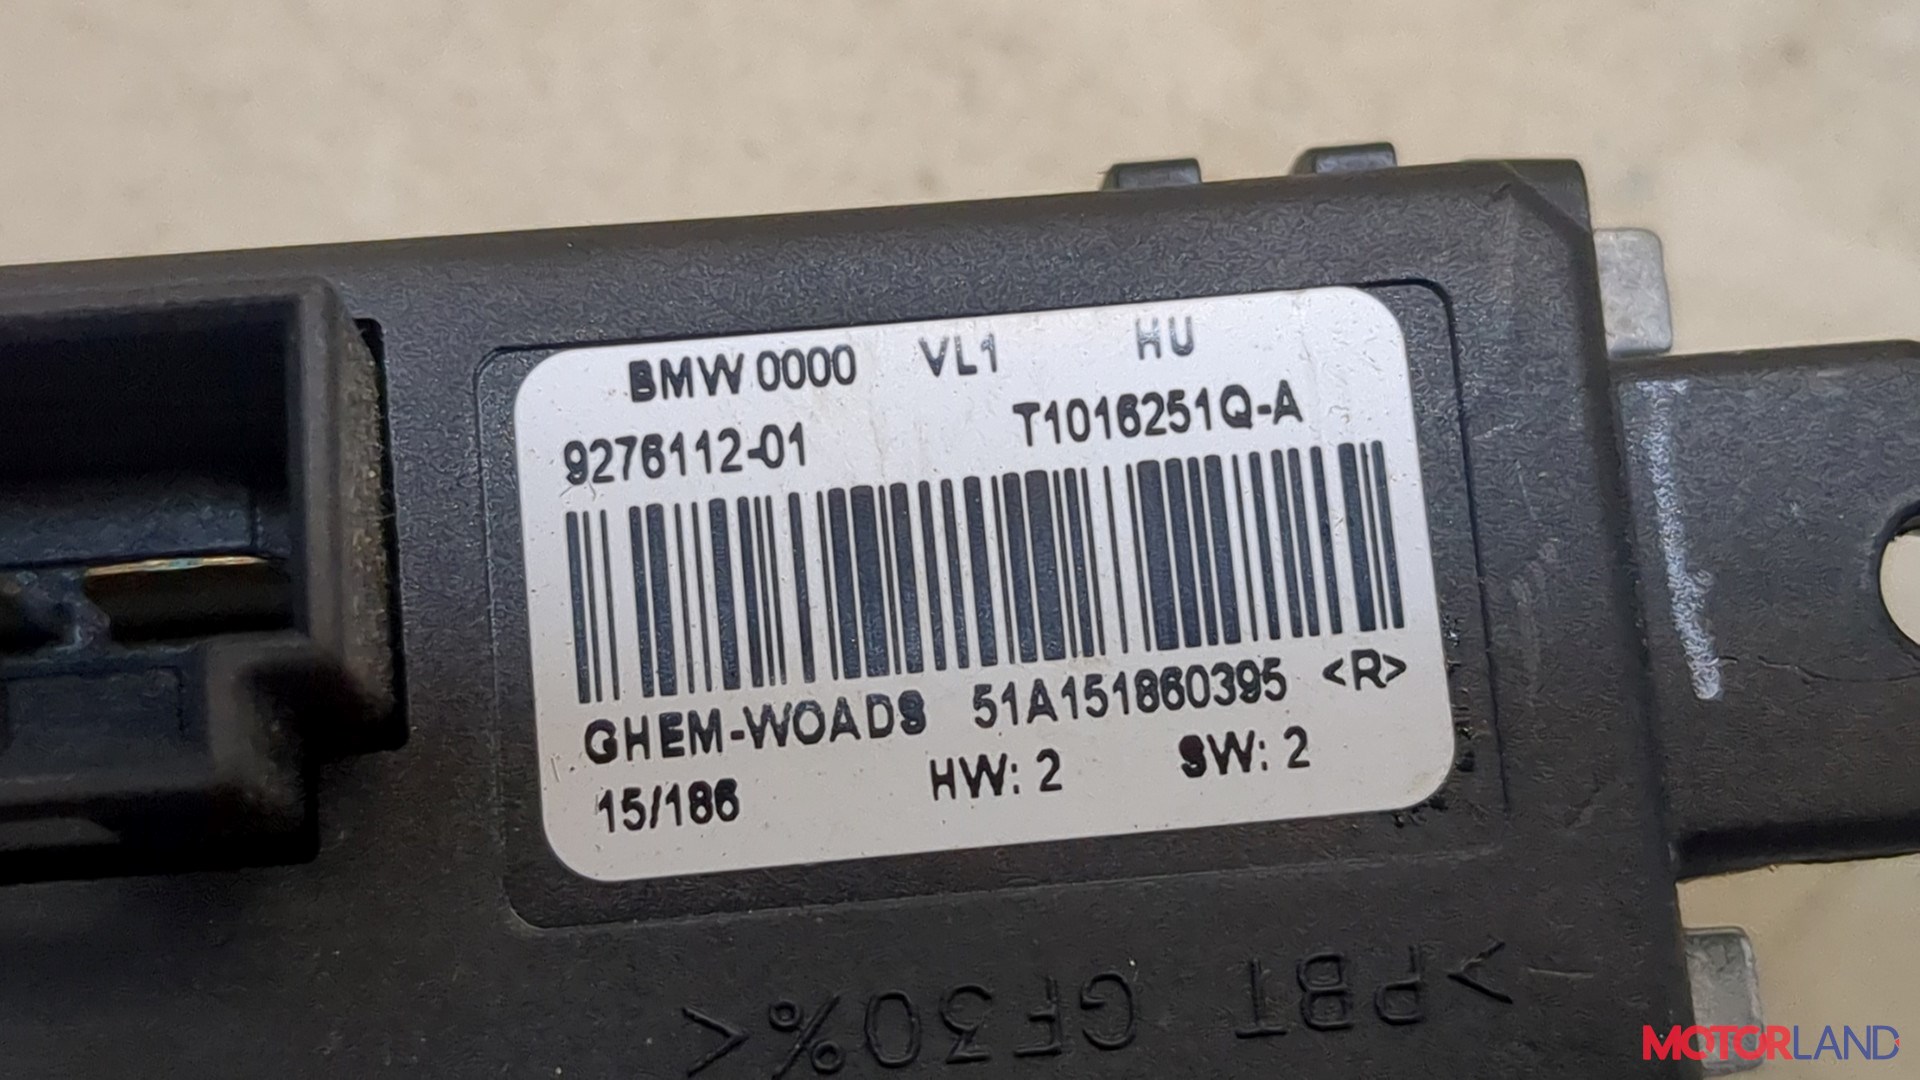 BMW 0000 VL1 HU
9276112-01 T1016251Q-A
GHEM-WOADS 51A151860395 <R>
15/186 HW: 2 SW: 2
>PBT GF30%<
MOTORLAND